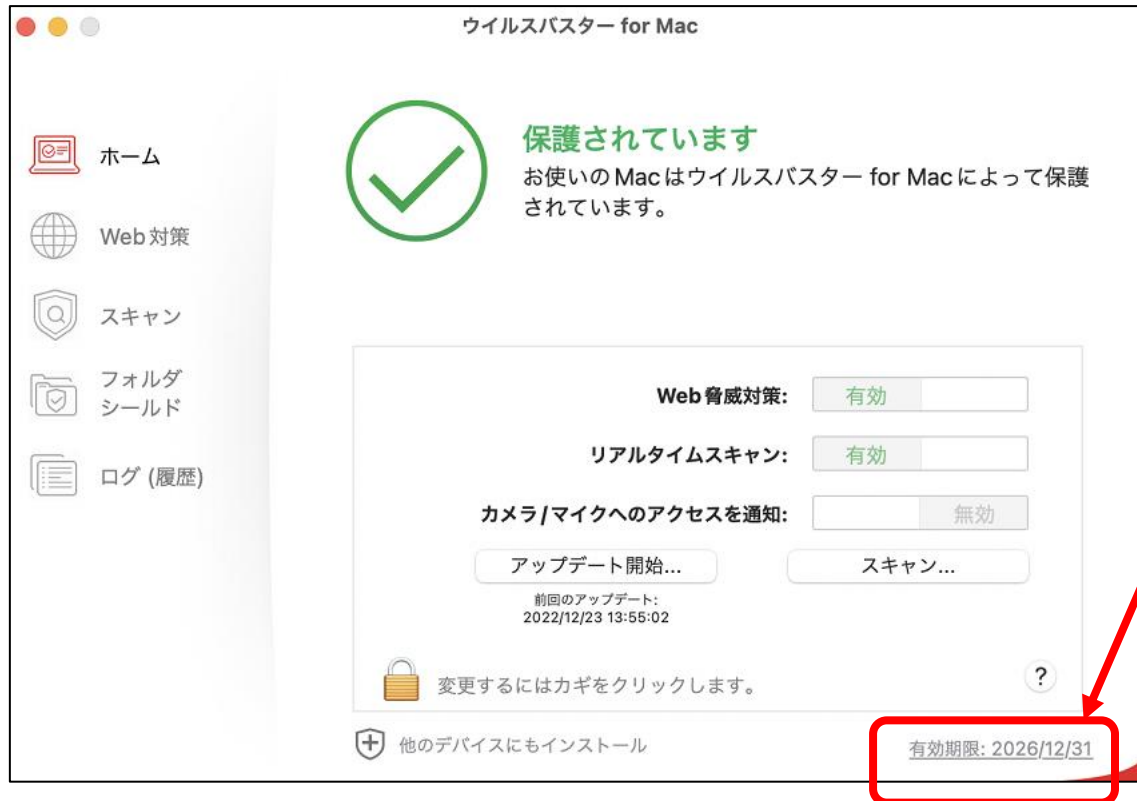 ウイルスバスター for Mac
ホーム
Web対策
スキャン
フォルダ
シールド
ログ (履歴)
保護されています
お使いのMacはウイルスバスター for Macによって保護
されています。
Web脅威対策: 有効
リアルタイムスキャン: 有効
カメラ/マイクへのアクセスを通知: 無効
アップデート開始... スキャン...
前回のアップデート:
2022/12/23 13:55:02
変更するにはカギをクリックします。 ?
他のデバイスにもインストール 有効期限: 2026/12/31